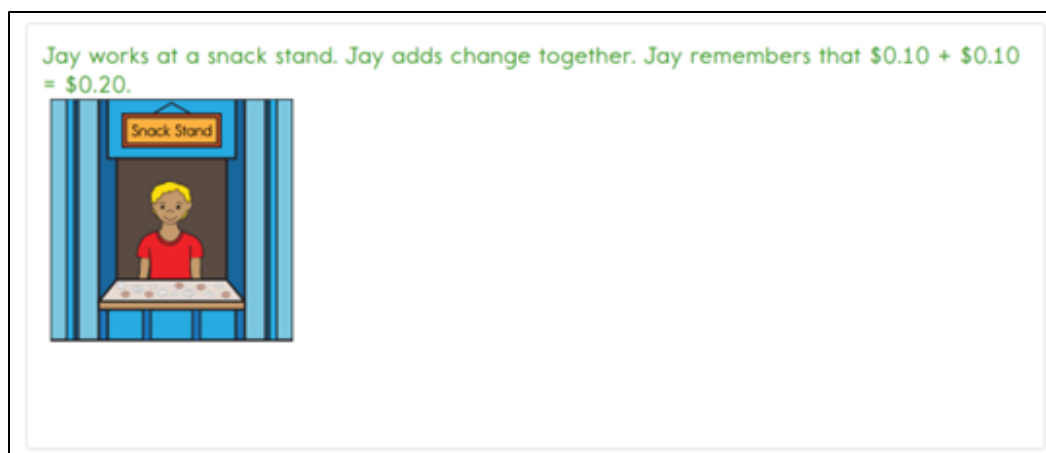 Jay works at a snack stand. Jay adds change together. Jay remembers that $0.10 + $0.10
= $0.20.
Snack Stand